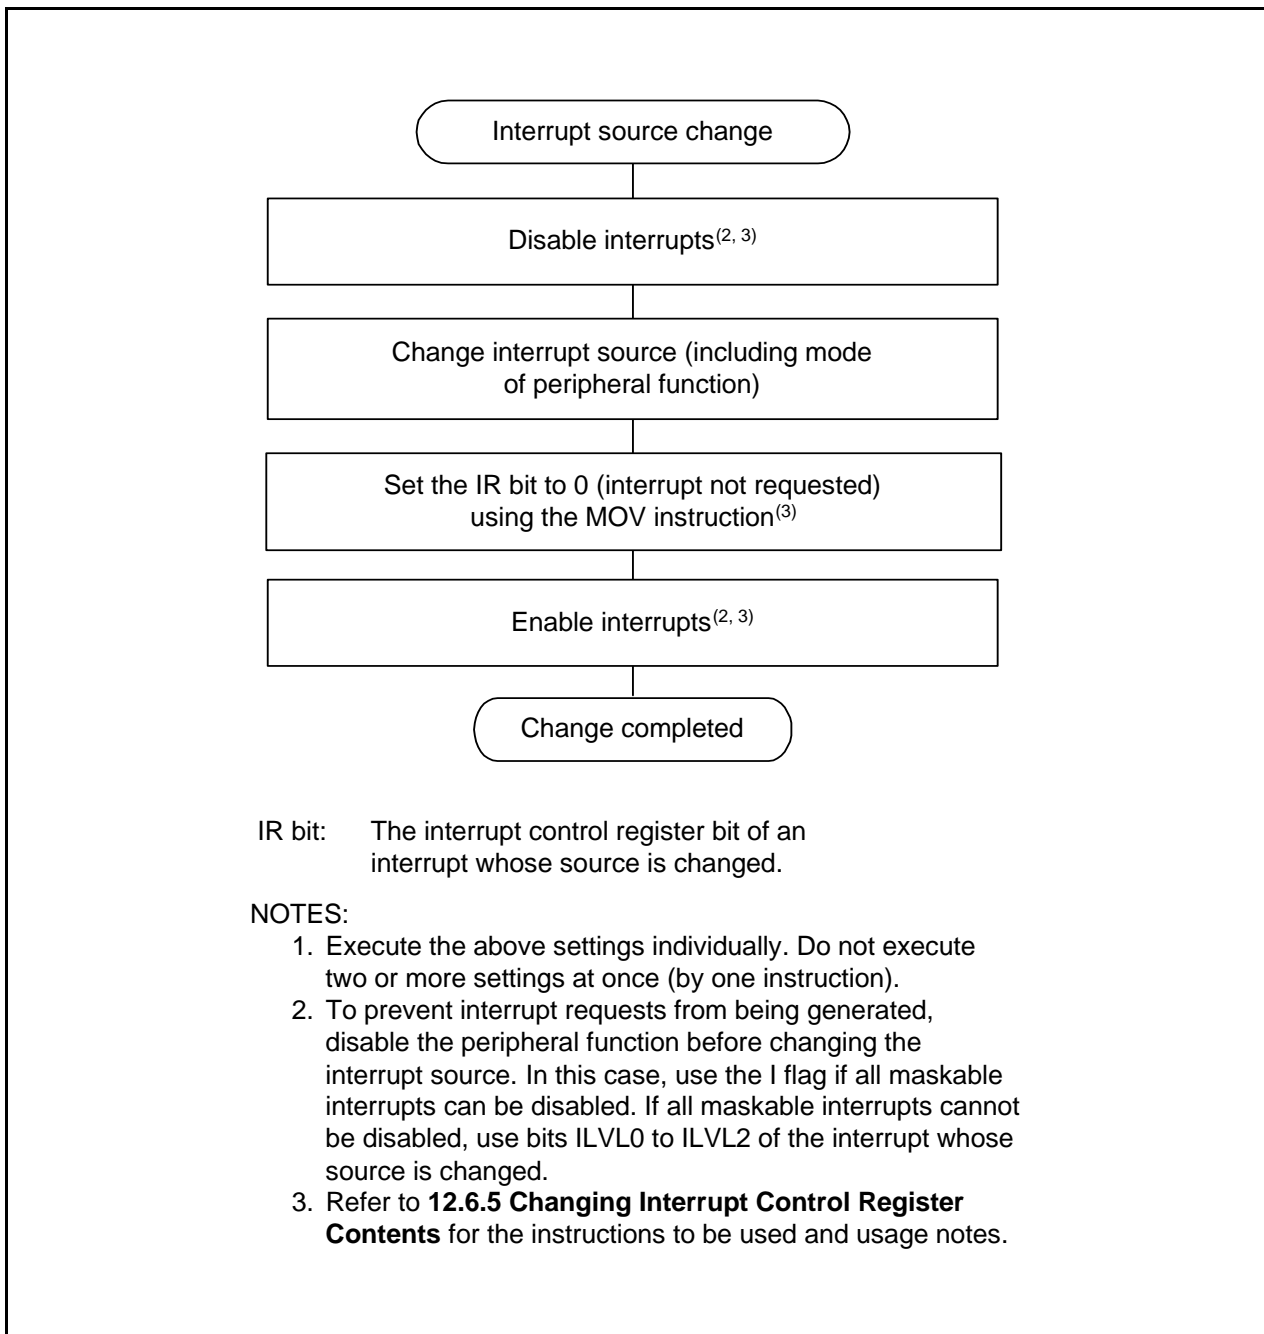 Interrupt source change
Disable interrupts(2, 3)
Change interrupt source (including mode
of peripheral function)
Set the IR bit to 0 (interrupt not requested)
using the MOV instruction(3)
Enable interrupts(2, 3)
Change completed
IR bit: The interrupt control register bit of an
interrupt whose source is changed.
NOTES:
1. Execute the above settings individually. Do not execute
two or more settings at once (by one instruction).
2. To prevent interrupt requests from being generated,
disable the peripheral function before changing the
interrupt source. In this case, use the I flag if all maskable
interrupts can be disabled. If all maskable interrupts cannot
be disabled, use bits ILVL0 to ILVL2 of the interrupt whose
source is changed.
3. Refer to 12.6.5 Changing Interrupt Control Register
Contents for the instructions to be used and usage notes.